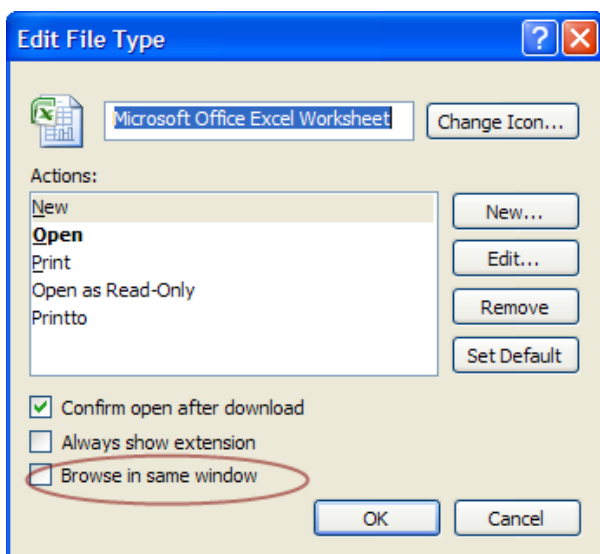 Edit File Type
?
Microsoft Office Excel Worksheet
Change Icon...
Actions:
New
Open
Print
Open as Read-Only
Printto
New...
Edit...
Remove
Set Default
Confirm open after download
Always show extension
Browse in same window
OK
Cancel